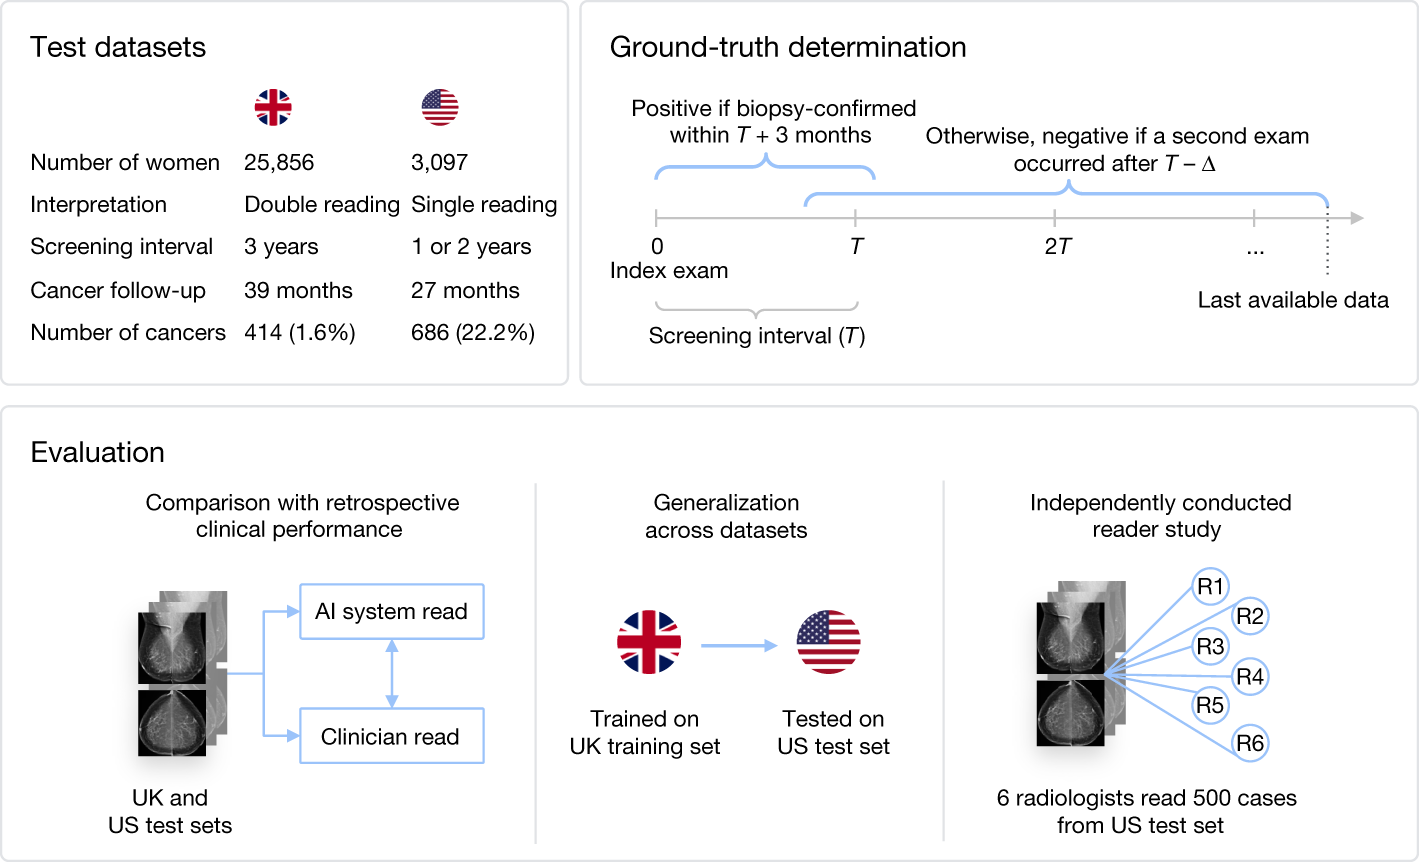 Test datasets
Number of women 25,856 3,097
Interpretation Double reading Single reading
Screening interval 3 years 1 or 2 years
Cancer follow-up 39 months 27 months
Number of cancers 414 (1.6%) 686 (22.2%)
Ground-truth determination
Positive if biopsy-confirmed
within T + 3 months
Otherwise, negative if a second exam
occurred after T – Δ
0 T 2T ...
Index exam
Last available data
Screening interval (T)
Evaluation
Comparison with retrospective
clinical performance
AI system read
Clinician read
UK and
US test sets
Generalization
across datasets
Trained on
UK training set
Tested on
US test set
Independently conducted
reader study
R1
R2
R3
R4
R5
R6
6 radiologists read 500 cases
from US test set